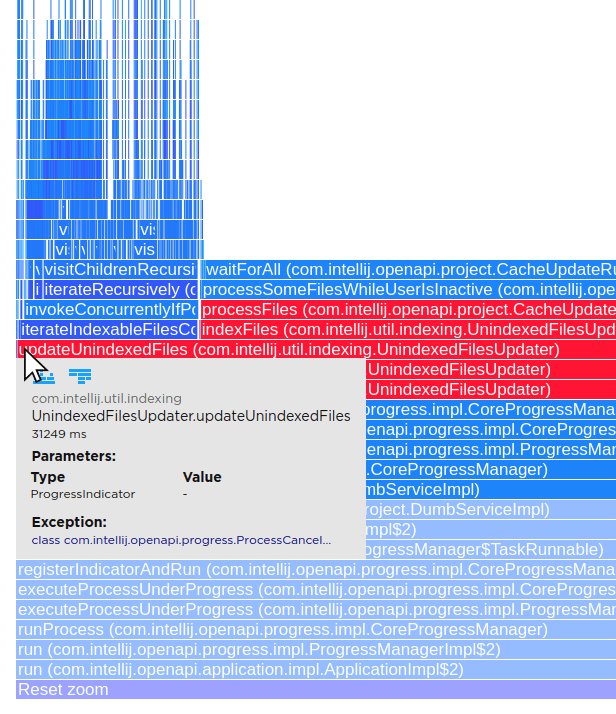 v
vis
vis
v
v
vis
v
visitChildrenRecursi
waitForAll (com.intellij.openapi.project.CacheUpdateRu
i
iterateRecursively (c
processSomeFilesWhileUserIsInactive (com.intellij.ope
invokeConcurrentlyIfPo
processFiles (com.intellij.openapi.project.CacheUpdate
iterateIndexableFilesCo
indexFiles (com.intellij.util.indexing.UnindexedFilesUpd
updateUnindexedFiles (com.intellij.util.indexing.UnindexedFilesUpdater)
UnindexedFilesUpdater)
UnindexedFilesUpdater)
com.intellij.util.indexing
UnindexedFilesUpdater.updateUnindexedFiles
31249 ms
Parameters:
Type Value
ProgressIndicator -
Exception:
class com.intellij.openapi.progress.ProcessCancel...
progress.impl.CoreProgressMana
enapi.progress.impl.CoreProgres
enapi.progress.impl.ProgressMan
.CoreProgressManager)
mbServiceImpl)
roject.DumbServiceImpl)
mpl$2)
ogressManager$TaskRunnable)
registerIndicatorAndRun (com.intellij.openapi.progress.impl.CoreProgressMana
executeProcessUnderProgress (com.intellij.openapi.progress.impl.CoreProgres
executeProcessUnderProgress (com.intellij.openapi.progress.impl.ProgressMan
runProcess (com.intellij.openapi.progress.impl.CoreProgressManager)
run (com.intellij.openapi.progress.impl.ProgressManagerImpl$2)
run (com.intellij.openapi.application.impl.ApplicationImpl$2)
Reset zoom